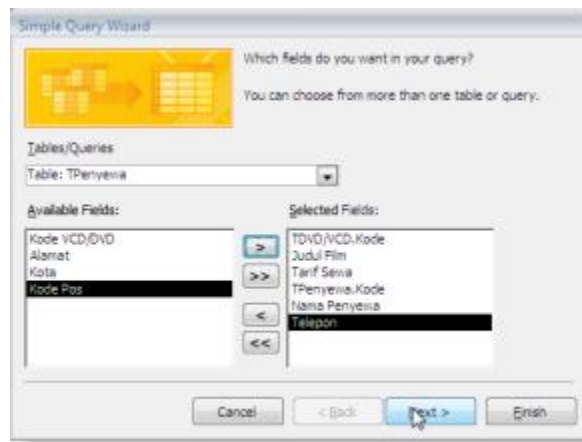 Simple Query Wizard
Which fields do you want in your query?
You can choose from more than one table or query.
Tables/Queries
Table: TPenyewa
Available Fields:
Selected Fields:
Kode VCD/DVD
Alamat
Kota
Kode Pos
>
>>
<
<<
TDVD/VCD.Kode
Judul Film
Tarif Sewa
TPenyewa.Kode
Nama Penyewa
Telepon
Cancel
< Back
Next >
Finish